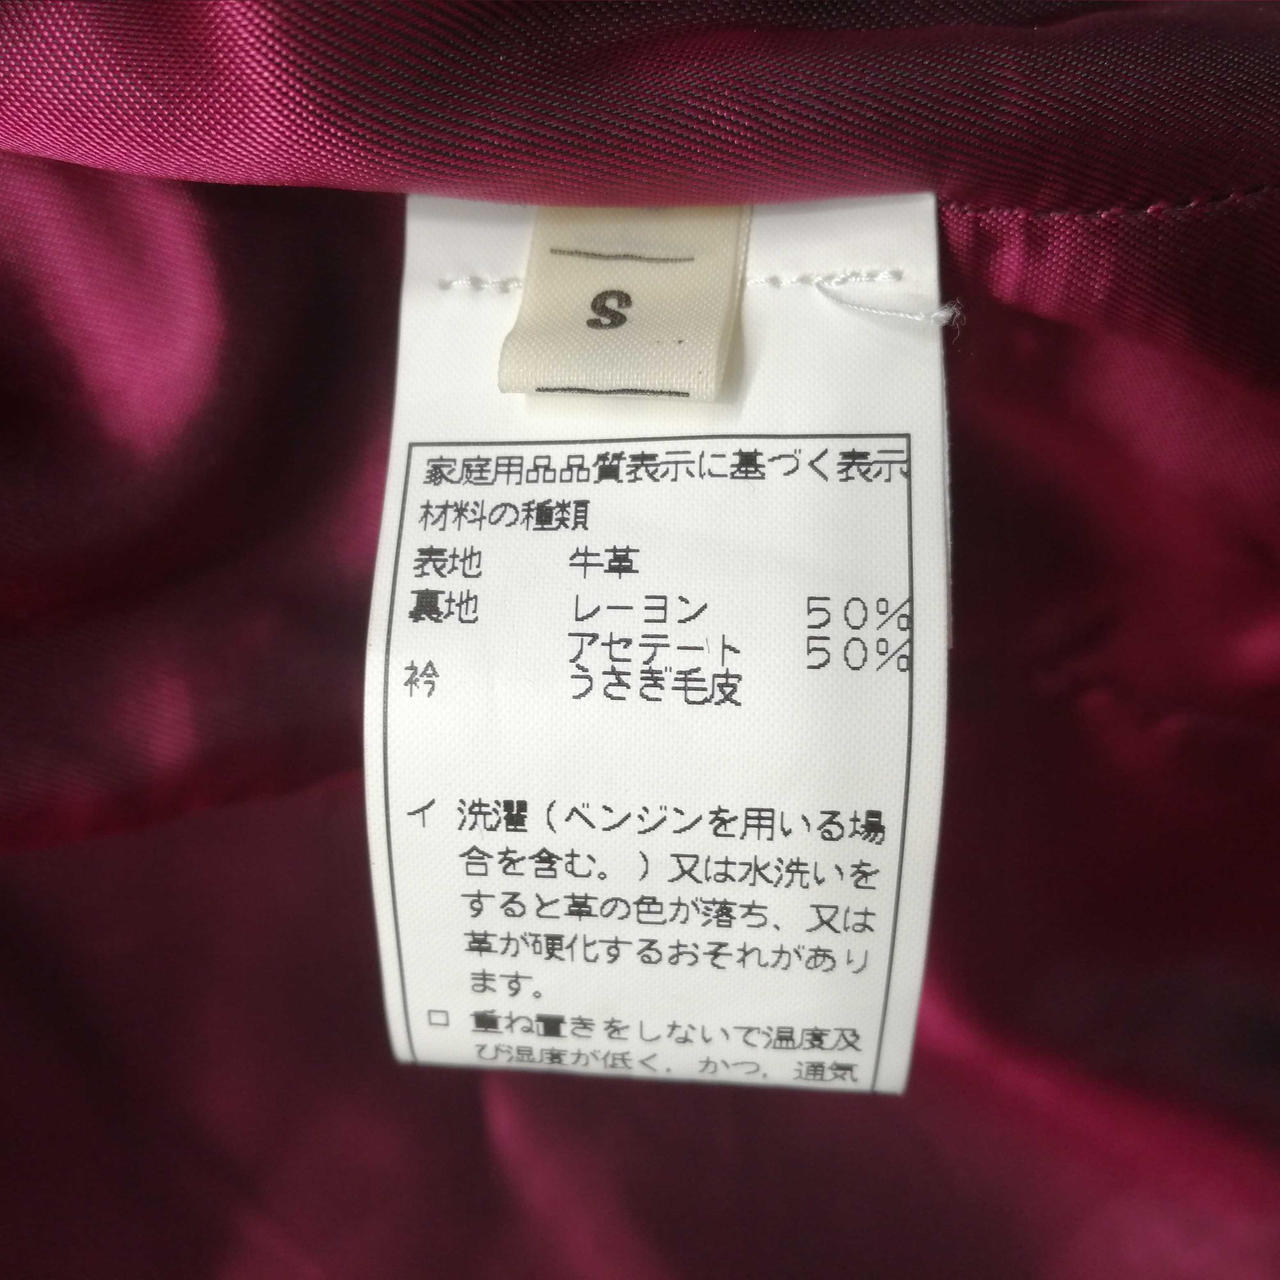 S
家庭用品品質表示に基づく表示
材料の種類
表地 牛革
裏地 レーヨン 50%
アセテート 50%
衿 うさぎ毛皮
イ 洗濯(ベンジンを用いる場
合を含む。)又は水洗いを
すると革の色が落ち、又は
革が硬化するおそれがあり
ます。
ロ 重ね置きをしないで温度及
び湿度が低く、かつ、通気